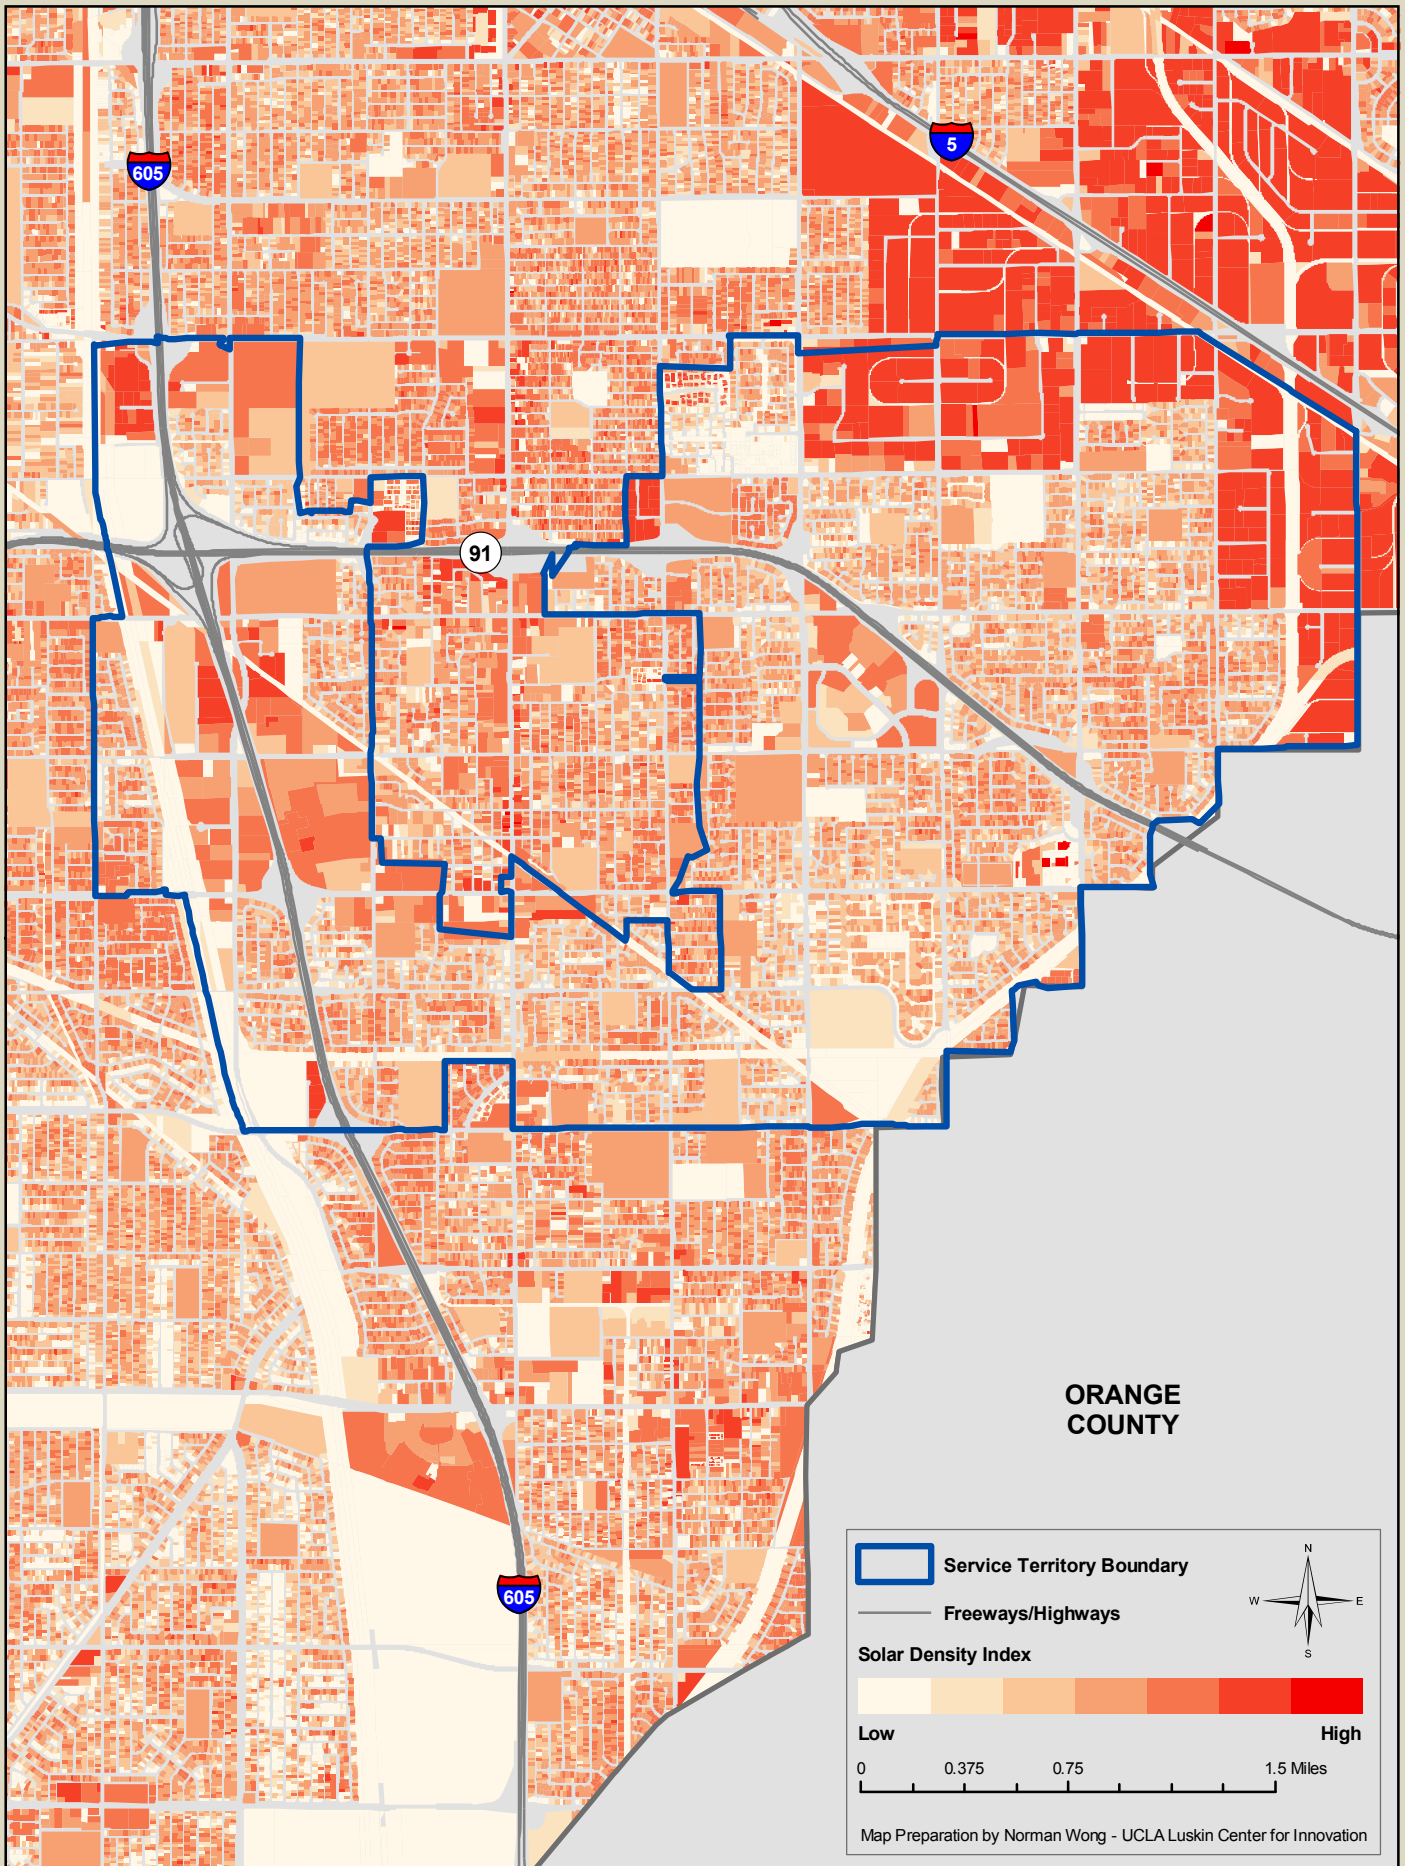 5
605
91
605
ORANGE
COUNTY
Service Territory Boundary
Freeways/Highways
N
W
E
S
Solar Density Index
Low
High
0
0.375
0.75
1.5 Miles
Map Preparation by Norman Wong - UCLA Luskin Center for Innovation